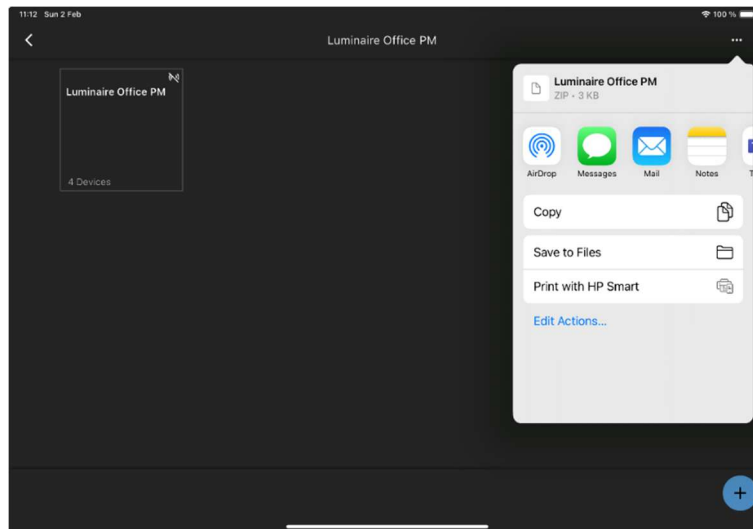 11:12 Sun 2 Feb
100 %
Luminaire Office PM
Luminaire Office PM
4 Devices
Luminaire Office PM
ZIP · 3 KB
AirDrop
Messages
Mail
Notes
Copy
Save to Files
Print with HP Smart
Edit Actions...